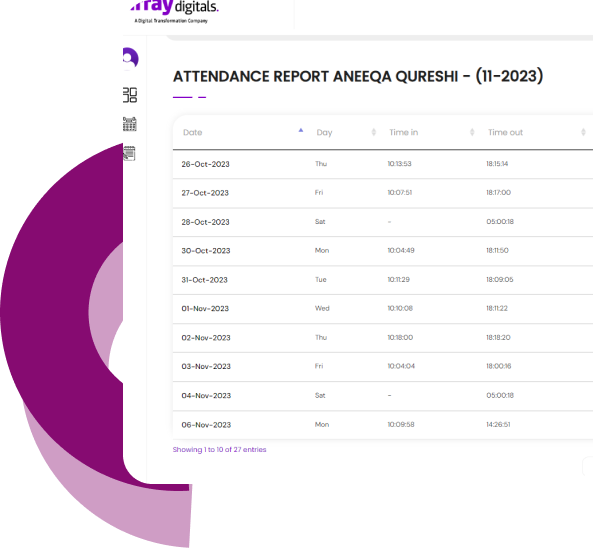 digitals.
A Digital Transformation Company
ATTENDANCE REPORT ANEEQA QURESHI - (11-2023)
Date Day Time in Time out
26-Oct-2023 Thu 10:13:53 18:15:14
27-Oct-2023 Fri 10:07:51 18:17:00
28-Oct-2023 Sat - 05:00:18
30-Oct-2023 Mon 10:04:49 18:11:50
31-Oct-2023 Tue 10:11:29 18:09:05
01-Nov-2023 Wed 10:10:08 18:11:22
02-Nov-2023 Thu 10:18:00 18:18:20
03-Nov-2023 Fri 10:04:04 18:00:16
04-Nov-2023 Sat - 05:00:18
06-Nov-2023 Mon 10:09:58 14:26:51
Showing 1 to 10 of 27 entries